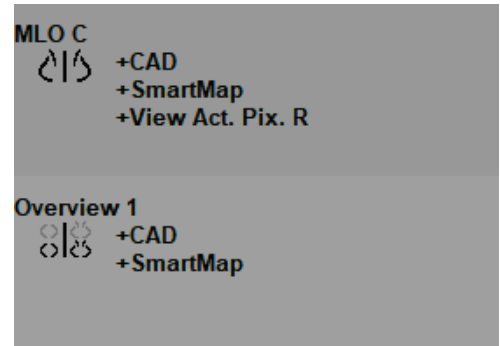 MLO C
+CAD
+SmartMap
+View Act. Pix. R
Overview 1
+CAD
+SmartMap